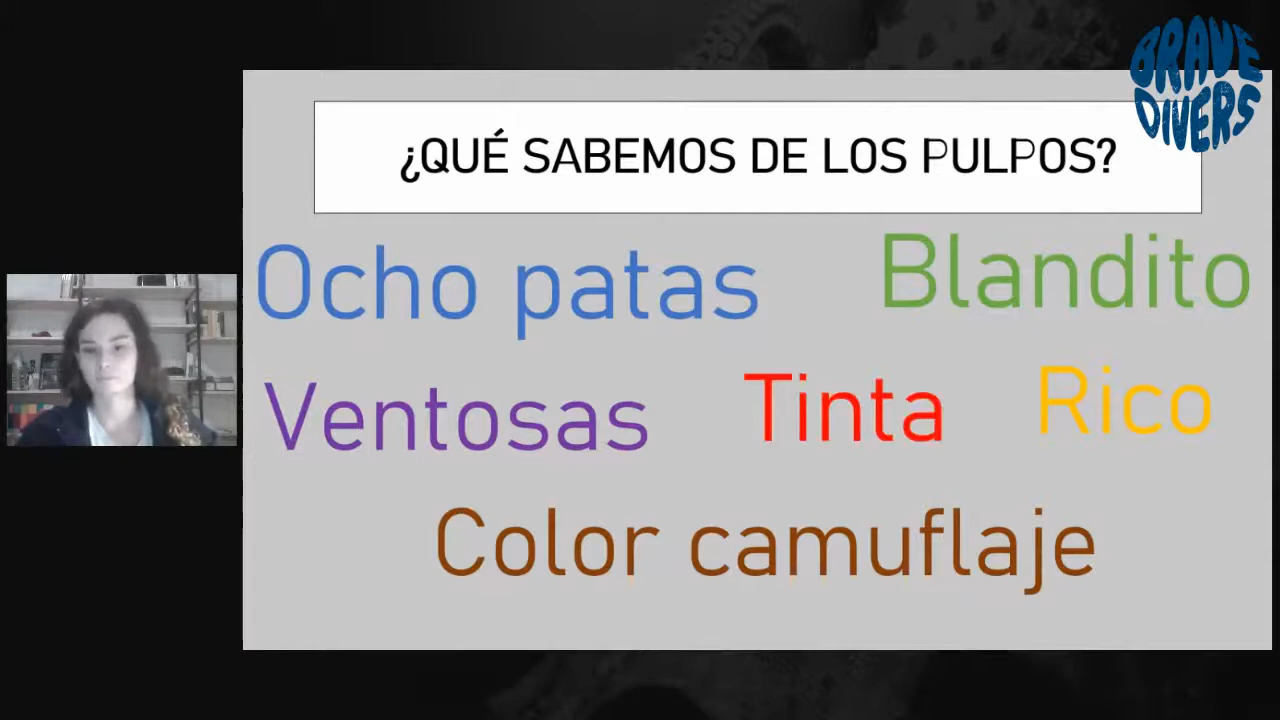 BRAVE
DIVERS
¿QUÉ SABEMOS DE LOS PULPOS?
Ocho patas
Blandito
Ventosas
Tinta
Rico
Color camuflaje